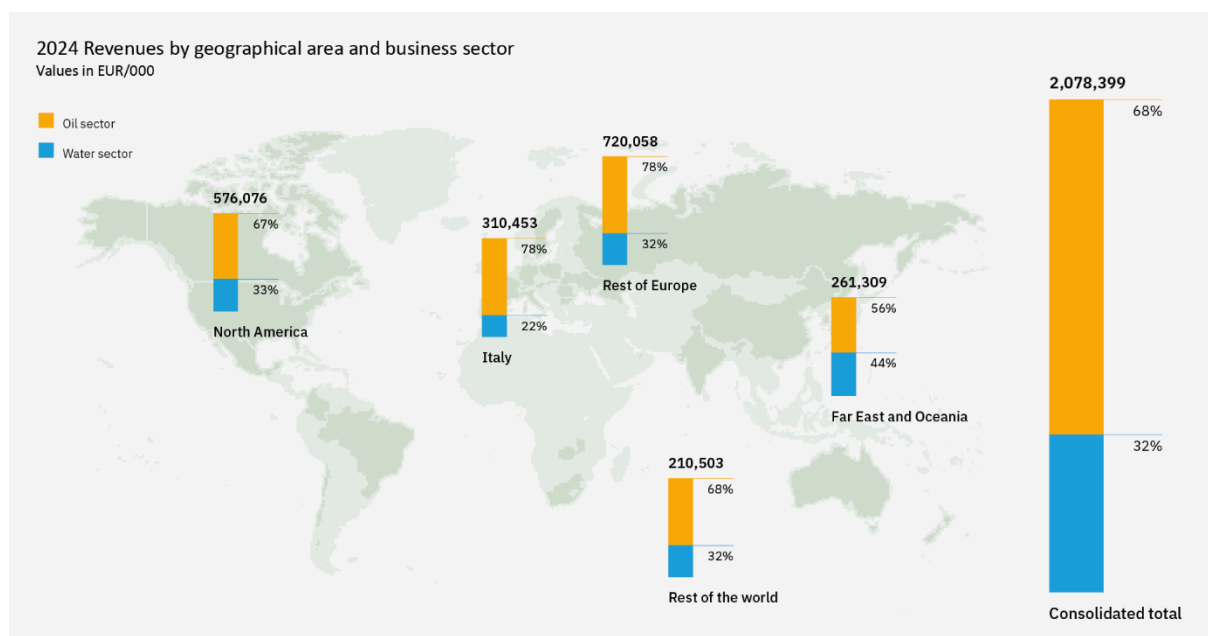 2024 Revenues by geographical area and business sector
Values in EUR/000
Oil sector
Water sector
576,076
67%
33%
North America
310,453
78%
22%
Italy
720,058
78%
32%
Rest of Europe
261,309
56%
44%
Far East and Oceania
210,503
68%
32%
Rest of the world
2,078,399
68%
32%
Consolidated total